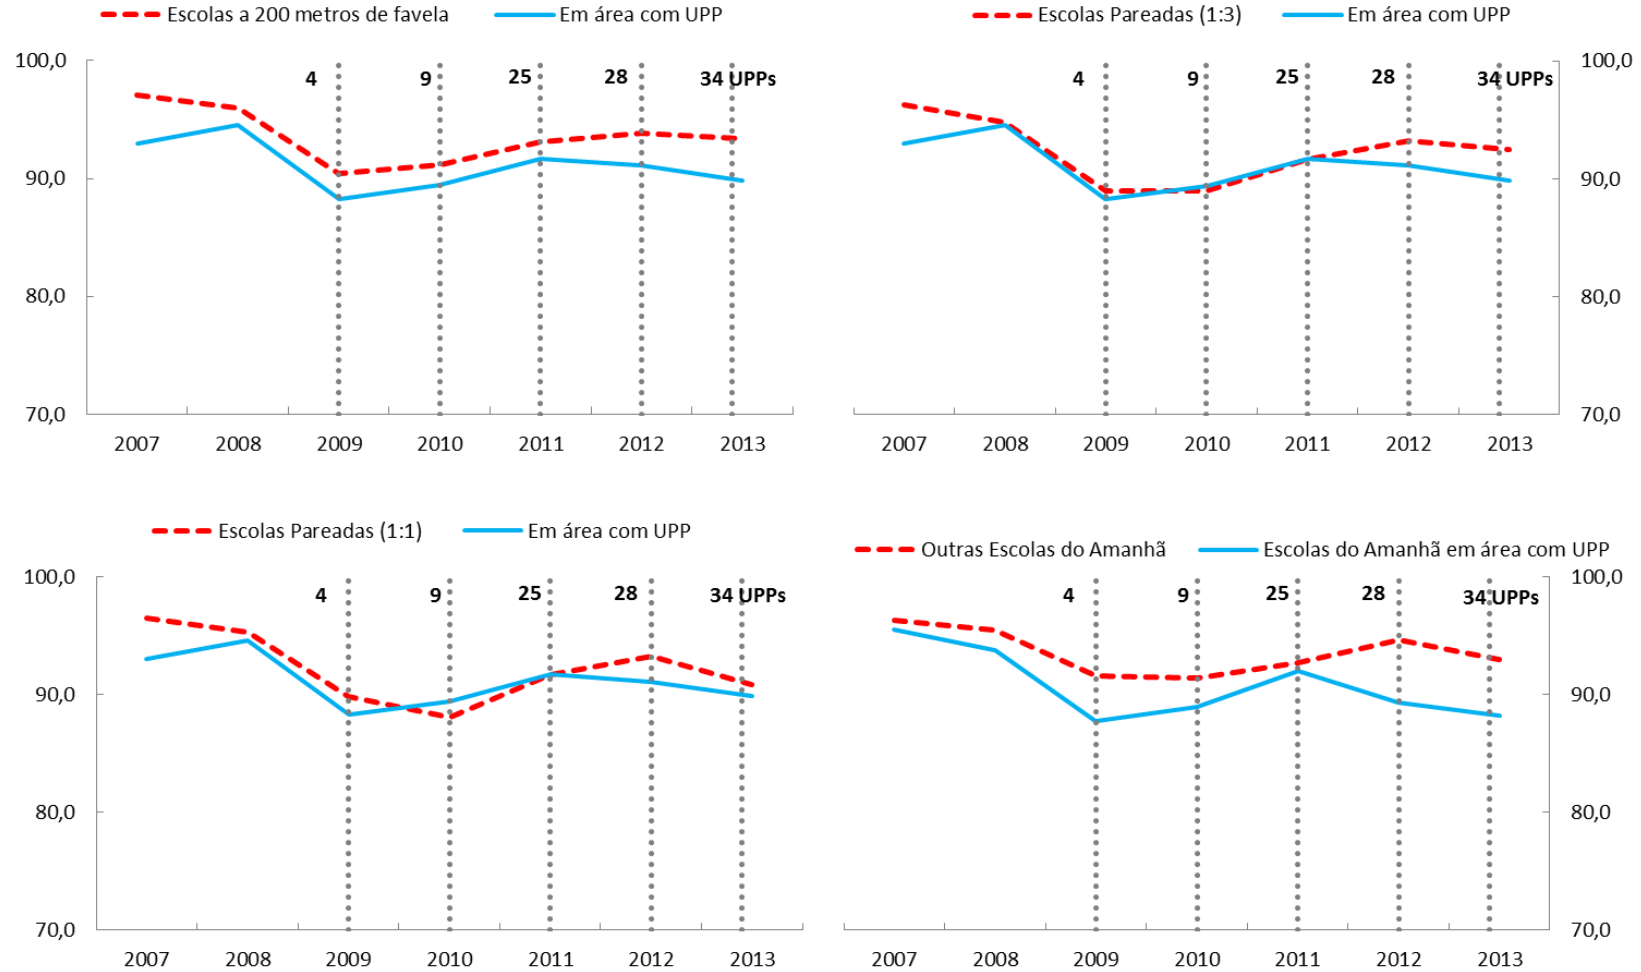 Escolas a 200 metros de favela Em área com UPP
100,0
4 9 25 28 34 UPPs
90,0
80,0
70,0
2007 2008 2009 2010 2011 2012 2013
Escolas Pareadas (1:3) Em área com UPP
100,0
4 9 25 28 34 UPPs
90,0
80,0
70,0
2007 2008 2009 2010 2011 2012 2013
Escolas Pareadas (1:1) Em área com UPP
100,0
4 9 25 28 34 UPPs
90,0
80,0
70,0
2007 2008 2009 2010 2011 2012 2013
Outras Escolas do Amanhã Escolas do Amanhã em área com UPP
100,0
4 9 25 28 34 UPPs
90,0
80,0
70,0
2007 2008 2009 2010 2011 2012 2013